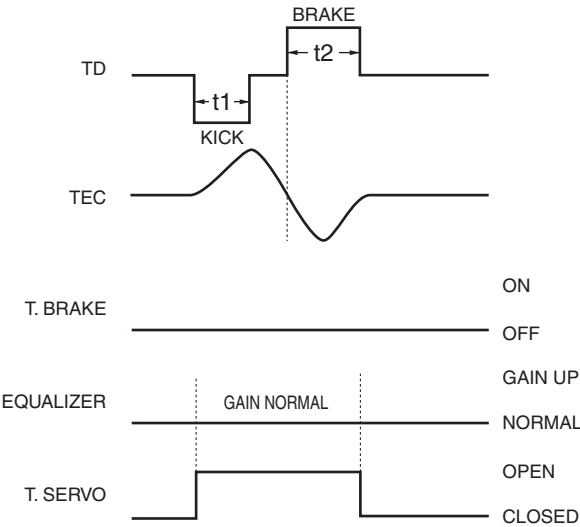 BRAKE
t2
TD
t1
KICK
TEC
ON
T. BRAKE
OFF
GAIN UP
EQUALIZER
GAIN NORMAL
NORMAL
OPEN
T. SERVO
CLOSED